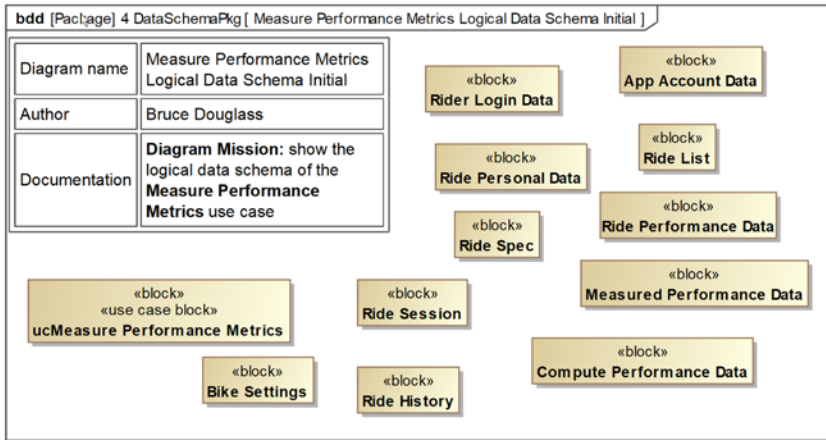 bdd [Package] 4 DataSchemaPkg [ Measure Performance Metrics Logical Data Schema Initial ]
Diagram name
Measure Performance Metrics
Logical Data Schema Initial
Author
Bruce Douglass
Documentation
Diagram Mission: show the
logical data schema of the
Measure Performance
Metrics use case
«block»
Rider Login Data
«block»
App Account Data
«block»
Ride List
«block»
Ride Personal Data
«block»
Ride Performance Data
«block»
Ride Spec
«block»
Measured Performance Data
«block»
«use case block»
ucMeasure Performance Metrics
«block»
Ride Session
«block»
Compute Performance Data
«block»
Bike Settings
«block»
Ride History